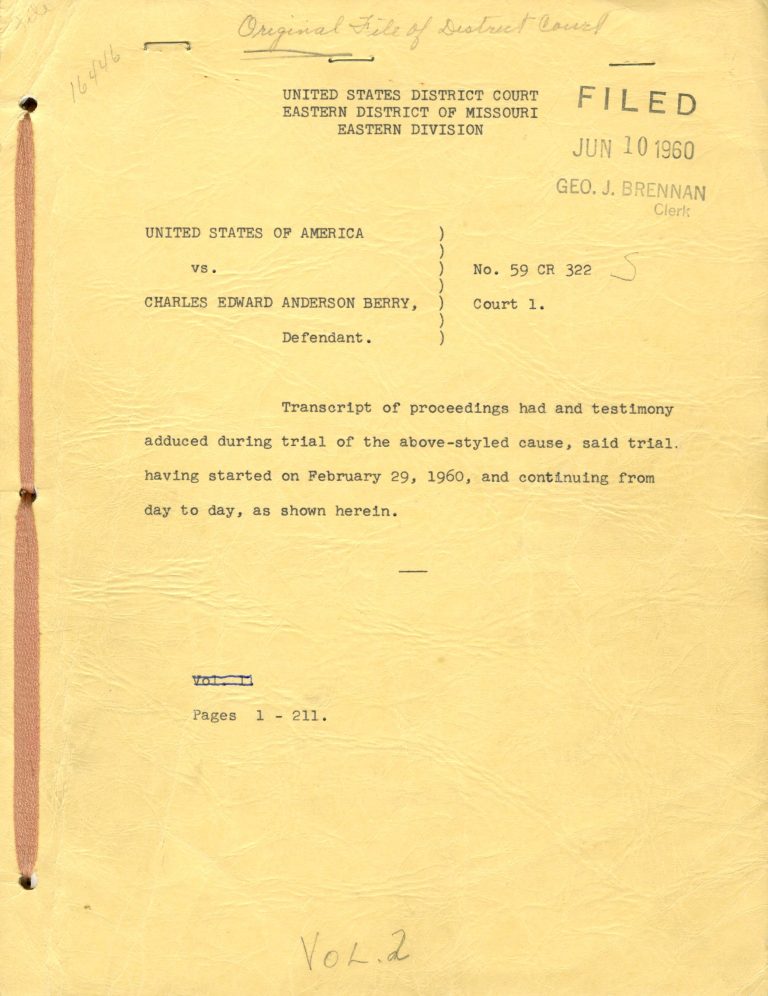 Original File of District Court
16446
UNITED STATES DISTRICT COURT
EASTERN DISTRICT OF MISSOURI
EASTERN DIVISION
FILED
JUN 10 1960
GEO. J. BRENNAN
Clerk
UNITED STATES OF AMERICA )
)
vs. ) No. 59 CR 322 S
)
CHARLES EDWARD ANDERSON BERRY, ) Court 1.
)
Defendant. )
Transcript of proceedings had and testimony
adduced during trial of the above-styled cause, said trial.
having started on February 29, 1960, and continuing from
day to day, as shown herein.
Pages 1 - 211.
VOL. 2